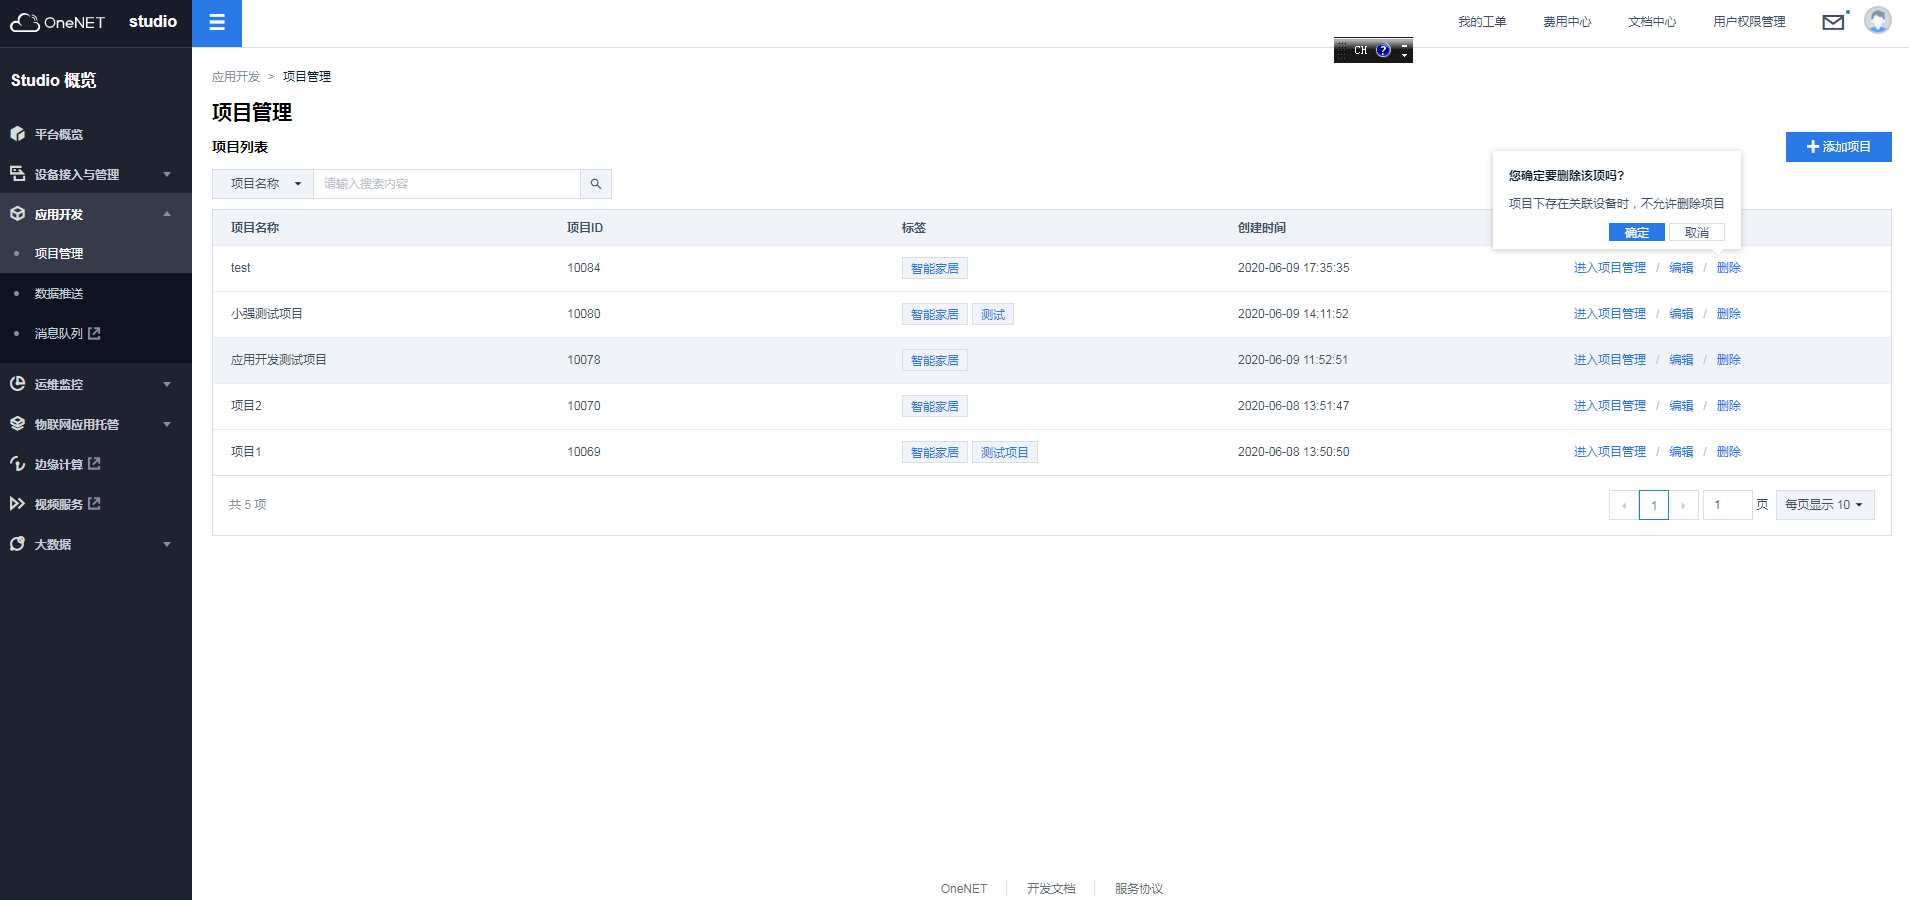 OneNET studio
我的工单 费用中心 文档中心 用户权限管理
CH ?
Studio 概览
平台概览
设备接入与管理
应用开发
项目管理
数据推送
消息队列
运维监控
物联网应用托管
边缘计算
视频服务
大数据
应用开发 > 项目管理
项目管理
项目列表
添加项目
项目名称 请输入搜索内容
您确定要删除该项吗?
项目下存在关联设备时，不允许删除项目
确定 取消
项目名称 项目ID 标签 创建时间
test 10084 智能家居 2020-06-09 17:35:35 进入项目管理 / 编辑 / 删除
小强测试项目 10080 智能家居 测试 2020-06-09 14:11:52 进入项目管理 / 编辑 / 删除
应用开发测试项目 10078 智能家居 2020-06-09 11:52:51 进入项目管理 / 编辑 / 删除
项目2 10070 智能家居 2020-06-08 13:51:47 进入项目管理 / 编辑 / 删除
项目1 10069 智能家居 测试项目 2020-06-08 13:50:50 进入项目管理 / 编辑 / 删除
共 5 项 1 1 页 每页显示 10
OneNET 开发文档 服务协议